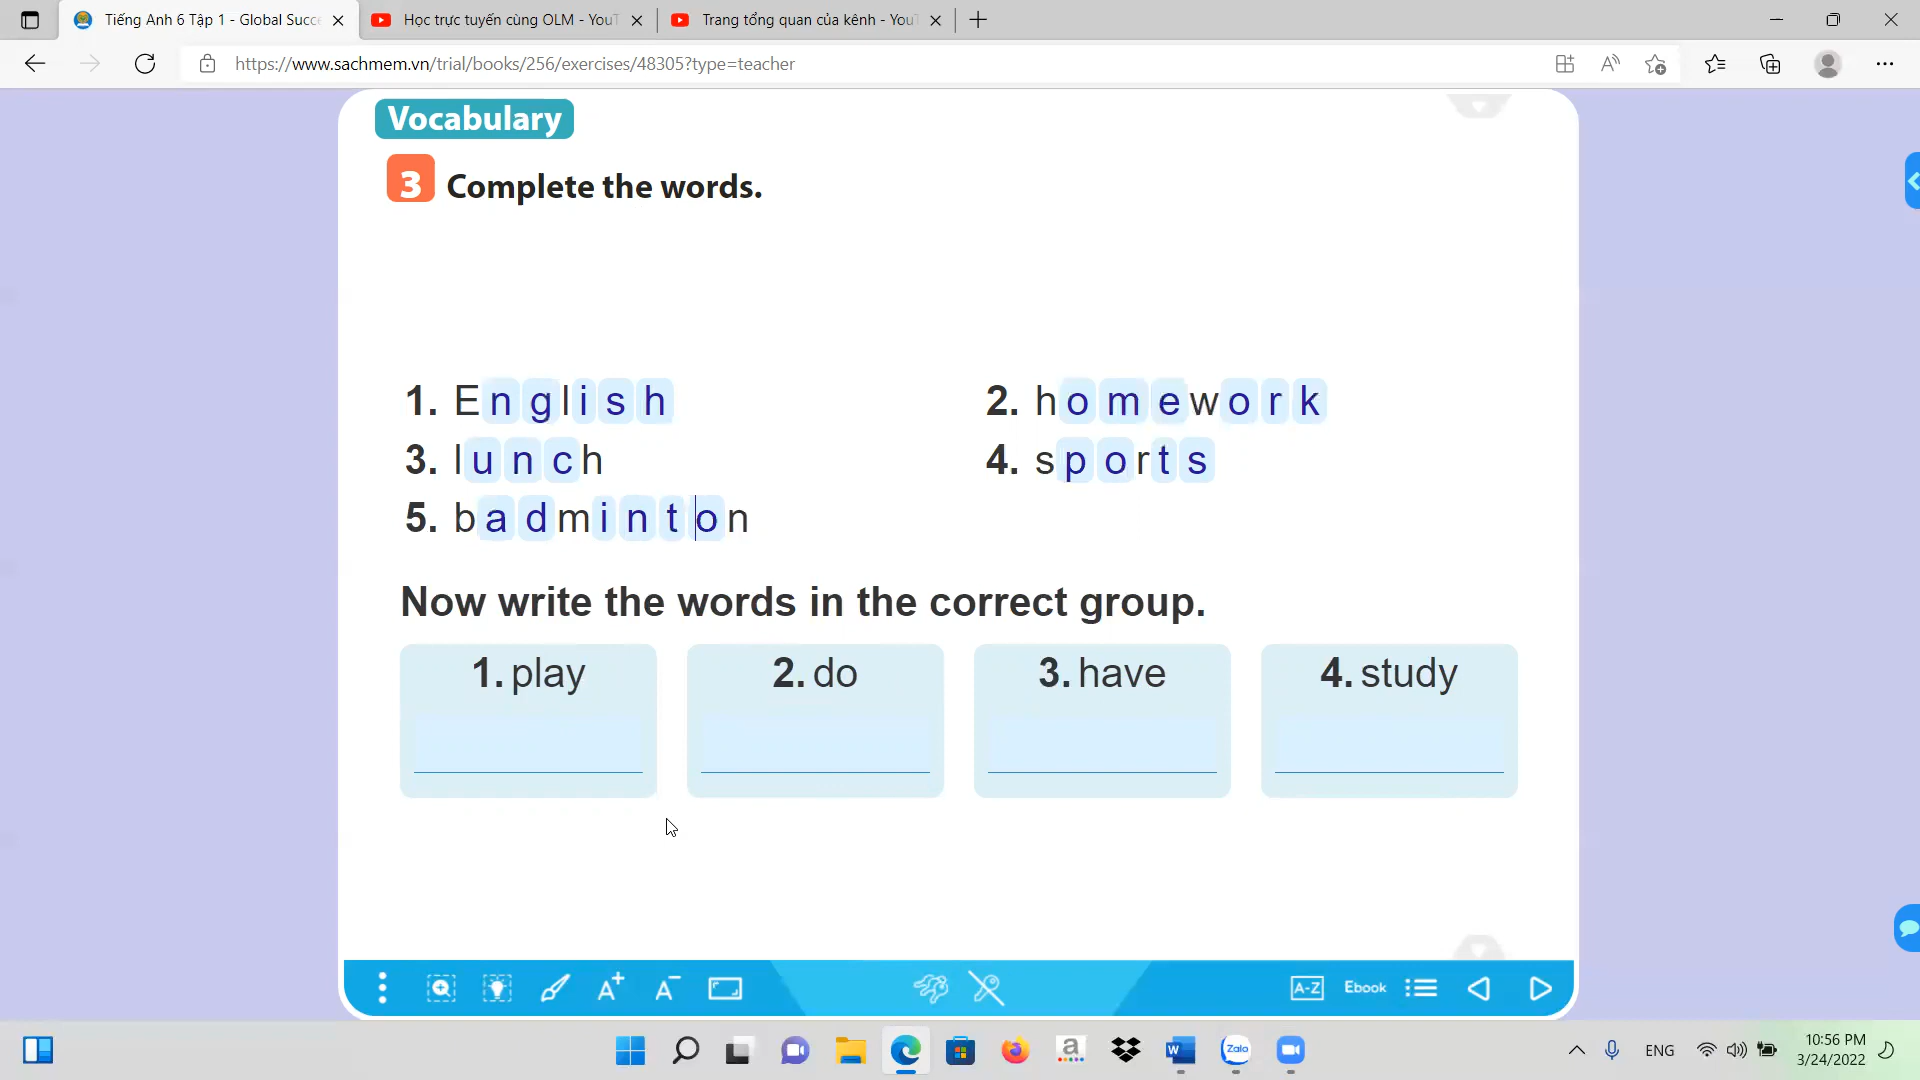 Tiếng Anh 6 Tập 1 - Global Succe
Học trực tuyến cùng OLM - YouT
Trang tổng quan của kênh - YouT
https://www.sachmem.vn/trial/books/256/exercises/48305?type=teacher
Vocabulary
3 Complete the words.
1. English
2. homework
3. lunch
4. sports
5. badminton
Now write the words in the correct group.
1. play
2. do
3. have
4. study
A+ A- A-Z Ebook
a W Zalo
ENG
10:56 PM
3/24/2022